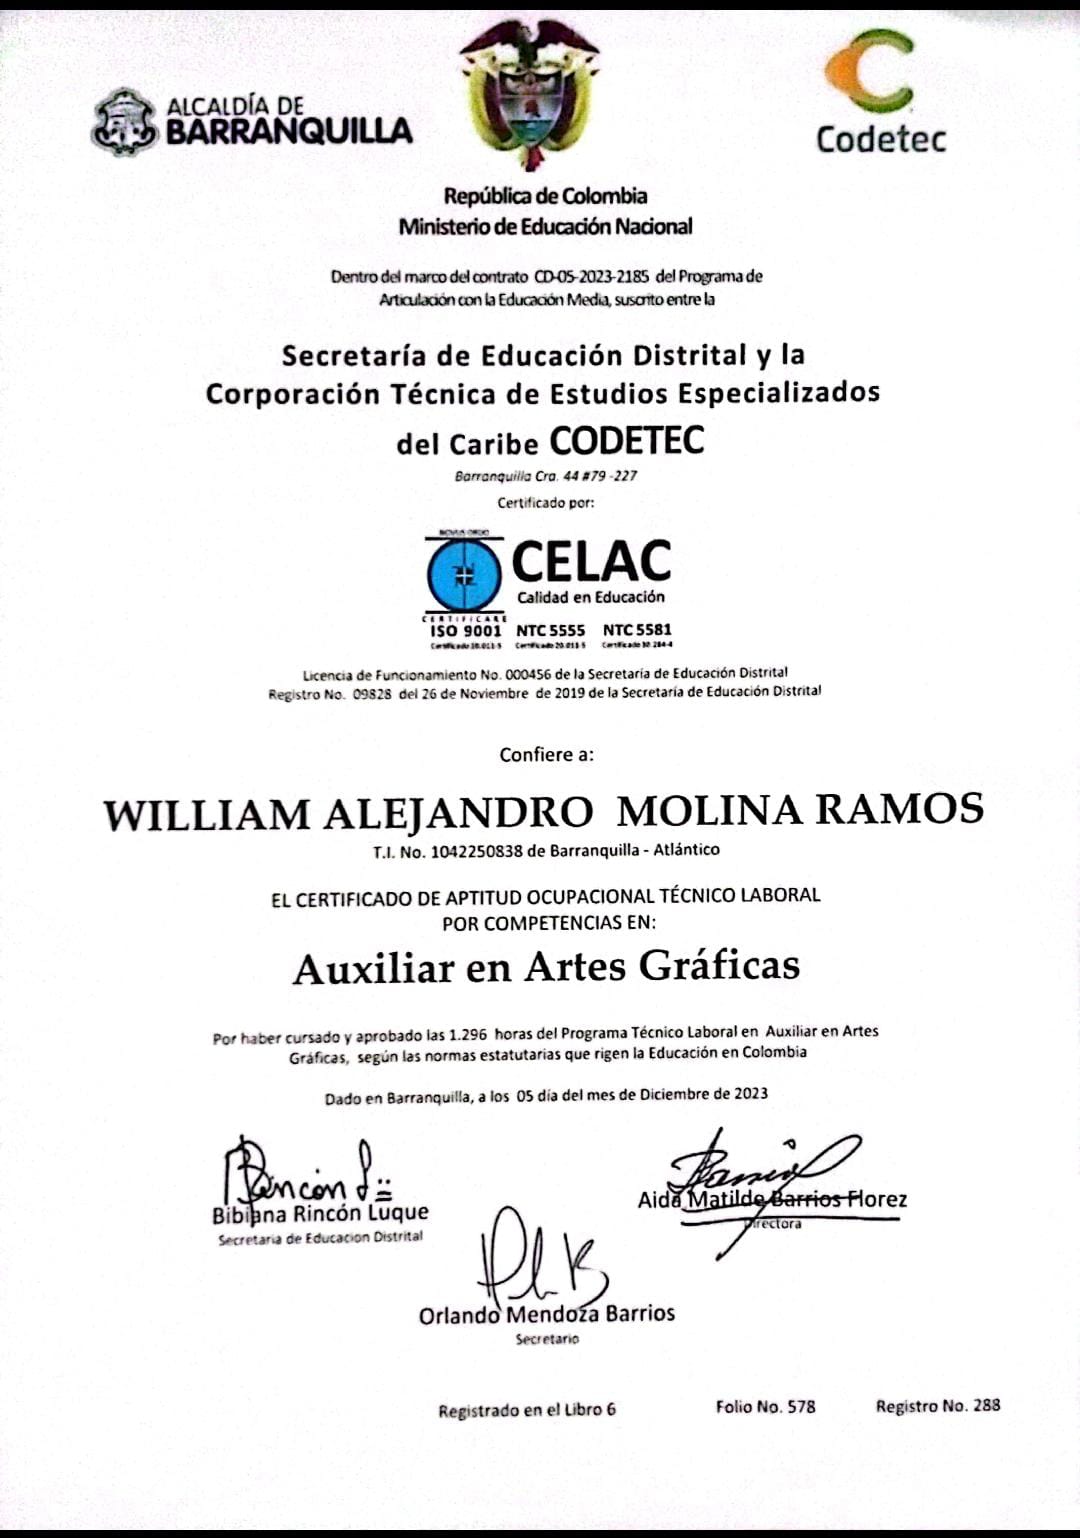 ALCALDÍA DE
BARRANQUILLA
Codetec
República de Colombia
Ministerio de Educación Nacional
Dentro del marco del contrato CD-05-2023-2185 del Programa de
Articulación con la Educación Media, suscrito entre la
Secretaría de Educación Distrital y la
Corporación Técnica de Estudios Especializados
del Caribe CODETEC
Barranquilla Cra. 44 #79 -227
Certificado por:
NOVUS ORDO
CELAC
Calidad en Educación
CERTIFICARE
ISO 9001 NTC 5555 NTC 5581
Licencia de Funcionamiento No. 000456 de la Secretaría de Educación Distrital
Registro No. 09828 del 26 de Noviembre de 2019 de la Secretaría de Educación Distrital
Confiere a:
WILLIAM ALEJANDRO MOLINA RAMOS
T.I. No. 1042250838 de Barranquilla - Atlántico
EL CERTIFICADO DE APTITUD OCUPACIONAL TÉCNICO LABORAL
POR COMPETENCIAS EN:
Auxiliar en Artes Gráficas
Por haber cursado y aprobado las 1.296 horas del Programa Técnico Laboral en Auxiliar en Artes
Gráficas, según las normas estatutarias que rigen la Educación en Colombia
Dado en Barranquilla, a los 05 día del mes de Diciembre de 2023
Bibiana Rincón Luque
Secretaria de Educacion Distrital
Aida Matilde Barrios Florez
Directora
Orlando Mendoza Barrios
Secretario
Registrado en el Libro 6 Folio No. 578 Registro No. 288